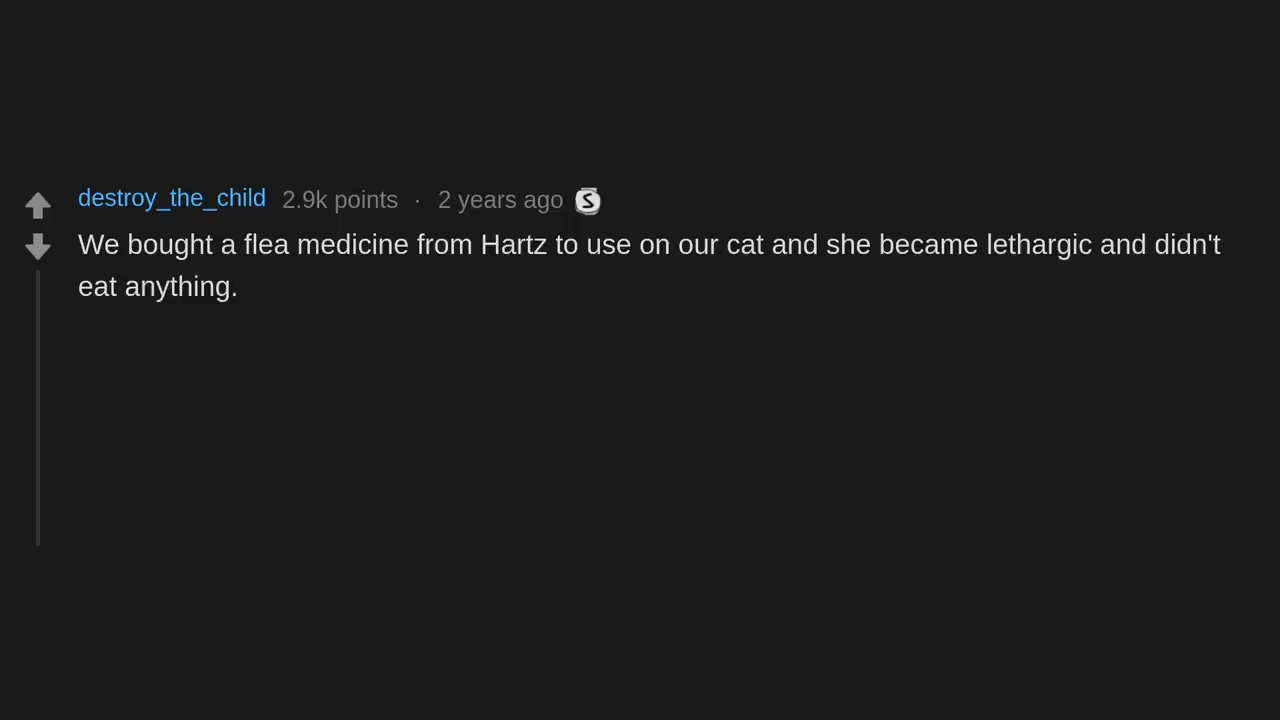 destroy_the_child 2.9k points · 2 years ago S
We bought a flea medicine from Hartz to use on our cat and she became lethargic and didn't
eat anything.